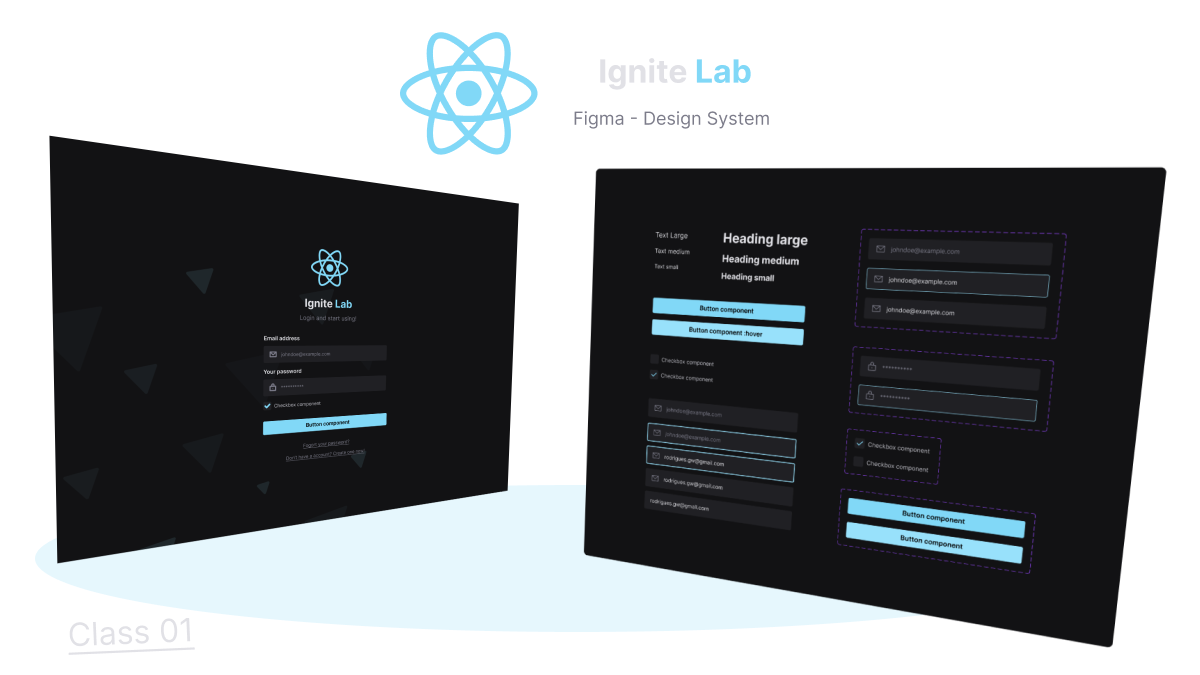 Ignite Lab
Figma - Design System
Ignite Lab
Login and start using!
Email address
johndoe@example.com
Your password
**********
Checkbox component
Button component
Forgot your password?
Don't have a account? Create one now!
Text Large
Text medium
Text small
Heading large
Heading medium
Heading small
Button component
Button component :hover
Checkbox component
Checkbox component
johndoe@example.com
johndoe@example.com
rodrigues.gw@gmail.com
rodrigues.gw@gmail.com
rodrigues.gw@gmail.com
johndoe@example.com
johndoe@example.com
johndoe@example.com
**********
**********
Checkbox component
Checkbox component
Button component
Button component
Class 01